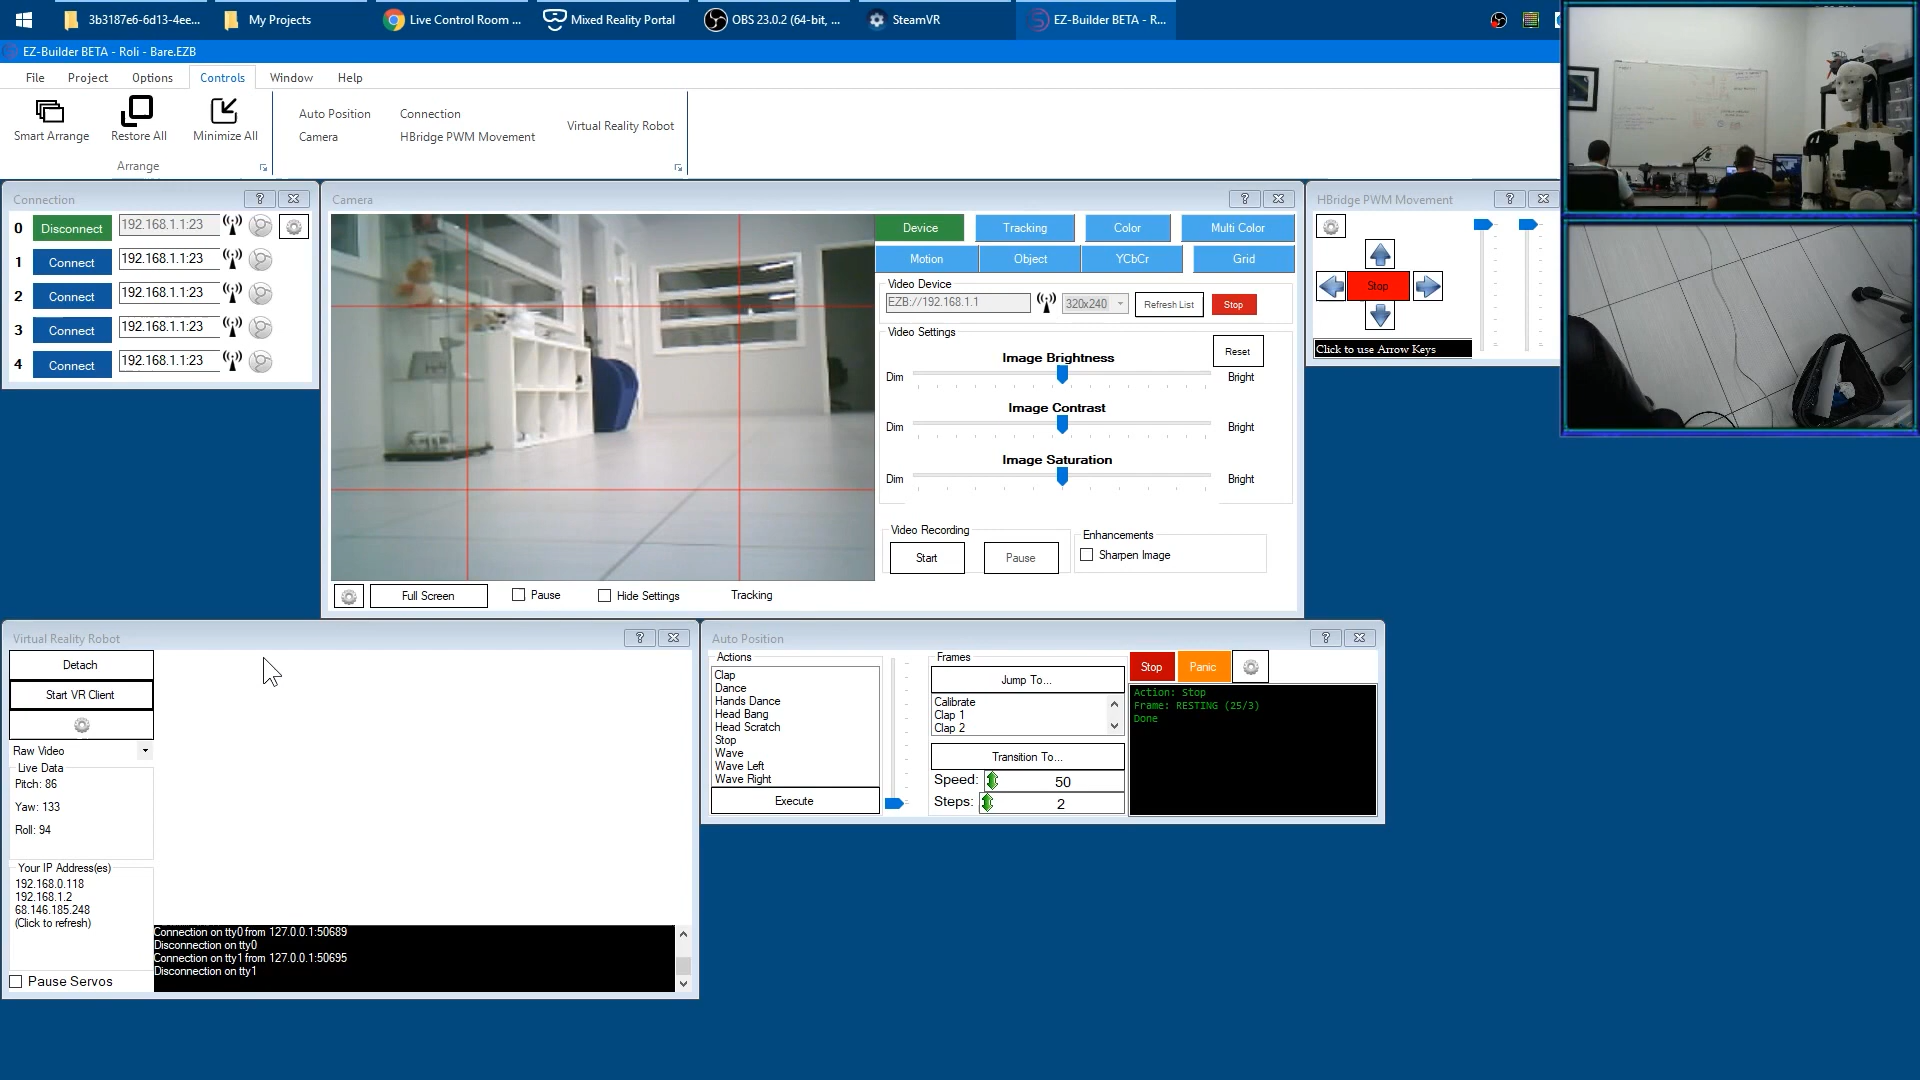 3b3187e6-6d13-4ee...
My Projects
Live Control Room ...
Mixed Reality Portal
OBS 23.0.2 (64-bit, ...
SteamVR
EZ-Builder BETA - R...
EZ-Builder BETA - Roli - Bare.EZB
File Project Options Controls Window Help
Smart Arrange
Restore All
Minimize All
Arrange
Auto Position
Camera
Connection
HBridge PWM Movement
Virtual Reality Robot
Connection
? 
0 Disconnect 192.168.1.1:23
1 Connect 192.168.1.1:23
2 Connect 192.168.1.1:23
3 Connect 192.168.1.1:23
4 Connect 192.168.1.1:23
Camera
?
Device Tracking Color Multi Color
Motion Object YCbCr Grid
Video Device
EZB://192.168.1.1 320x240 Refresh List Stop
Video Settings
Reset
Image Brightness
Dim Bright
Image Contrast
Dim Bright
Image Saturation
Dim Bright
Video Recording
Start Pause
Enhancements
Sharpen Image
Full Screen Pause Hide Settings Tracking
HBridge PWM Movement
?
Stop
Click to use Arrow Keys
Virtual Reality Robot
?
Detach
Start VR Client
Raw Video
Live Data
Pitch: 86
Yaw: 133
Roll: 94
Your IP Address(es)
192.168.0.118
192.168.1.2
68.146.185.248
(Click to refresh)
Pause Servos
Connection on tty0 from 127.0.0.1:50689
Disconnection on tty0
Connection on tty1 from 127.0.0.1:50695
Disconnection on tty1
Auto Position
?
Actions
Clap
Dance
Hands Dance
Head Bang
Head Scratch
Stop
Wave
Wave Left
Wave Right
Execute
Frames
Jump To...
Calibrate
Clap 1
Clap 2
Transition To...
Speed: 50
Steps: 2
Stop Panic
Action: Stop
Frame: RESTING (25/3)
Done